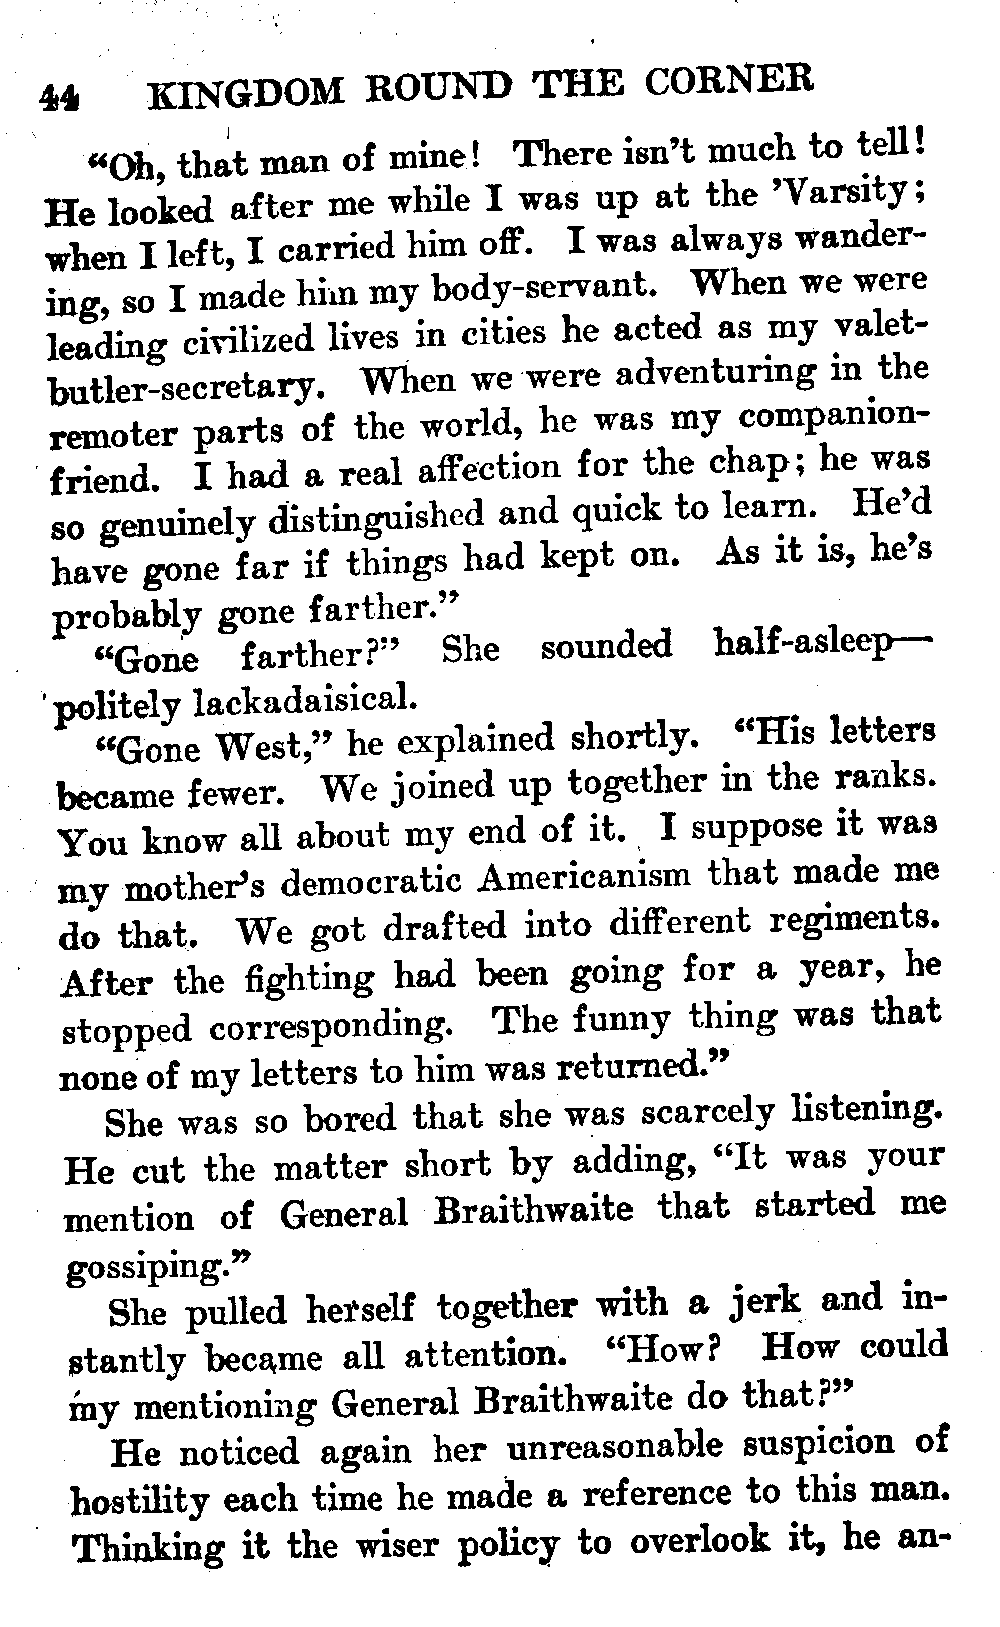 44 KINGDOM ROUND THE CORNER
“Oh, that man of mine! There isn’t much to tell!
He looked after me while I was up at the ’Varsity;
when I left, I carried him off. I was always wander-
ing, so I made him my body-servant. When we were
leading civilized lives in cities he acted as my valet-
butler-secretary. When we were adventuring in the
remoter parts of the world, he was my companion-
friend. I had a real affection for the chap; he was
so genuinely distinguished and quick to learn. He’d
have gone far if things had kept on. As it is, he’s
probably gone farther.”
“Gone farther?” She sounded half-asleep—
politely lackadaisical.
“Gone West,” he explained shortly. “His letters
became fewer. We joined up together in the ranks.
You know all about my end of it. I suppose it was
my mother’s democratic Americanism that made me
do that. We got drafted into different regiments.
After the fighting had been going for a year, he
stopped corresponding. The funny thing was that
none of my letters to him was returned.”
She was so bored that she was scarcely listening.
He cut the matter short by adding, “It was your
mention of General Braithwaite that started me
gossiping.”
She pulled herself together with a jerk and in-
stantly became all attention. “How? How could
my mentioning General Braithwaite do that?”
He noticed again her unreasonable suspicion of
hostility each time he made a reference to this man.
Thinking it the wiser policy to overlook it, he an-